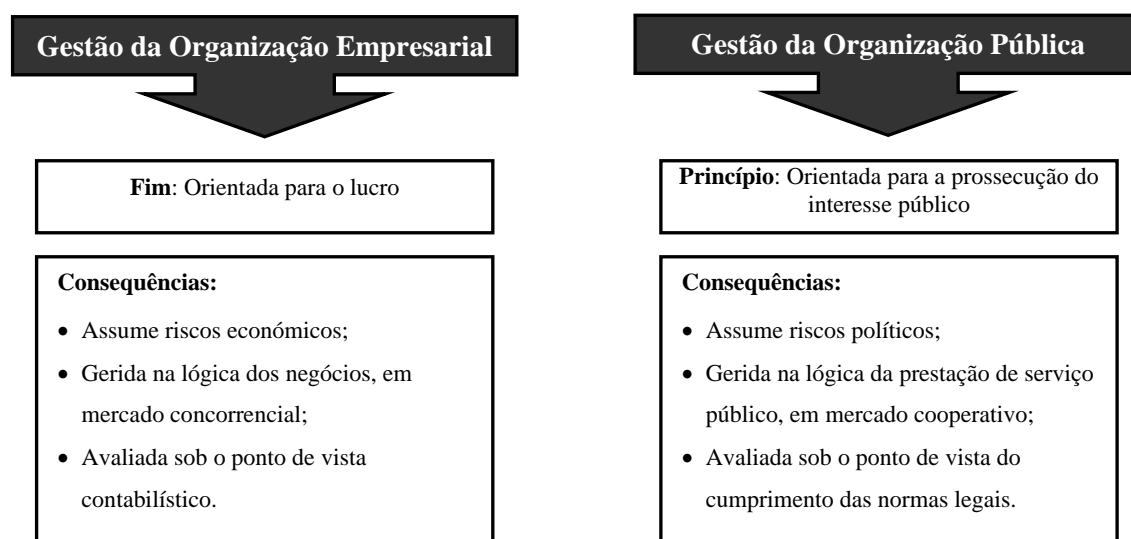 Gestão da Organização Empresarial
Fim: Orientada para o lucro
Consequências:
• Assume riscos económicos;
• Gerida na lógica dos negócios, em
mercado concorrencial;
• Avaliada sob o ponto de vista
contabilístico.
Gestão da Organização Pública
Princípio: Orientada para a prossecução do
interesse público
Consequências:
• Assume riscos políticos;
• Gerida na lógica da prestação de serviço
público, em mercado cooperativo;
• Avaliada sob o ponto de vista do
cumprimento das normas legais.